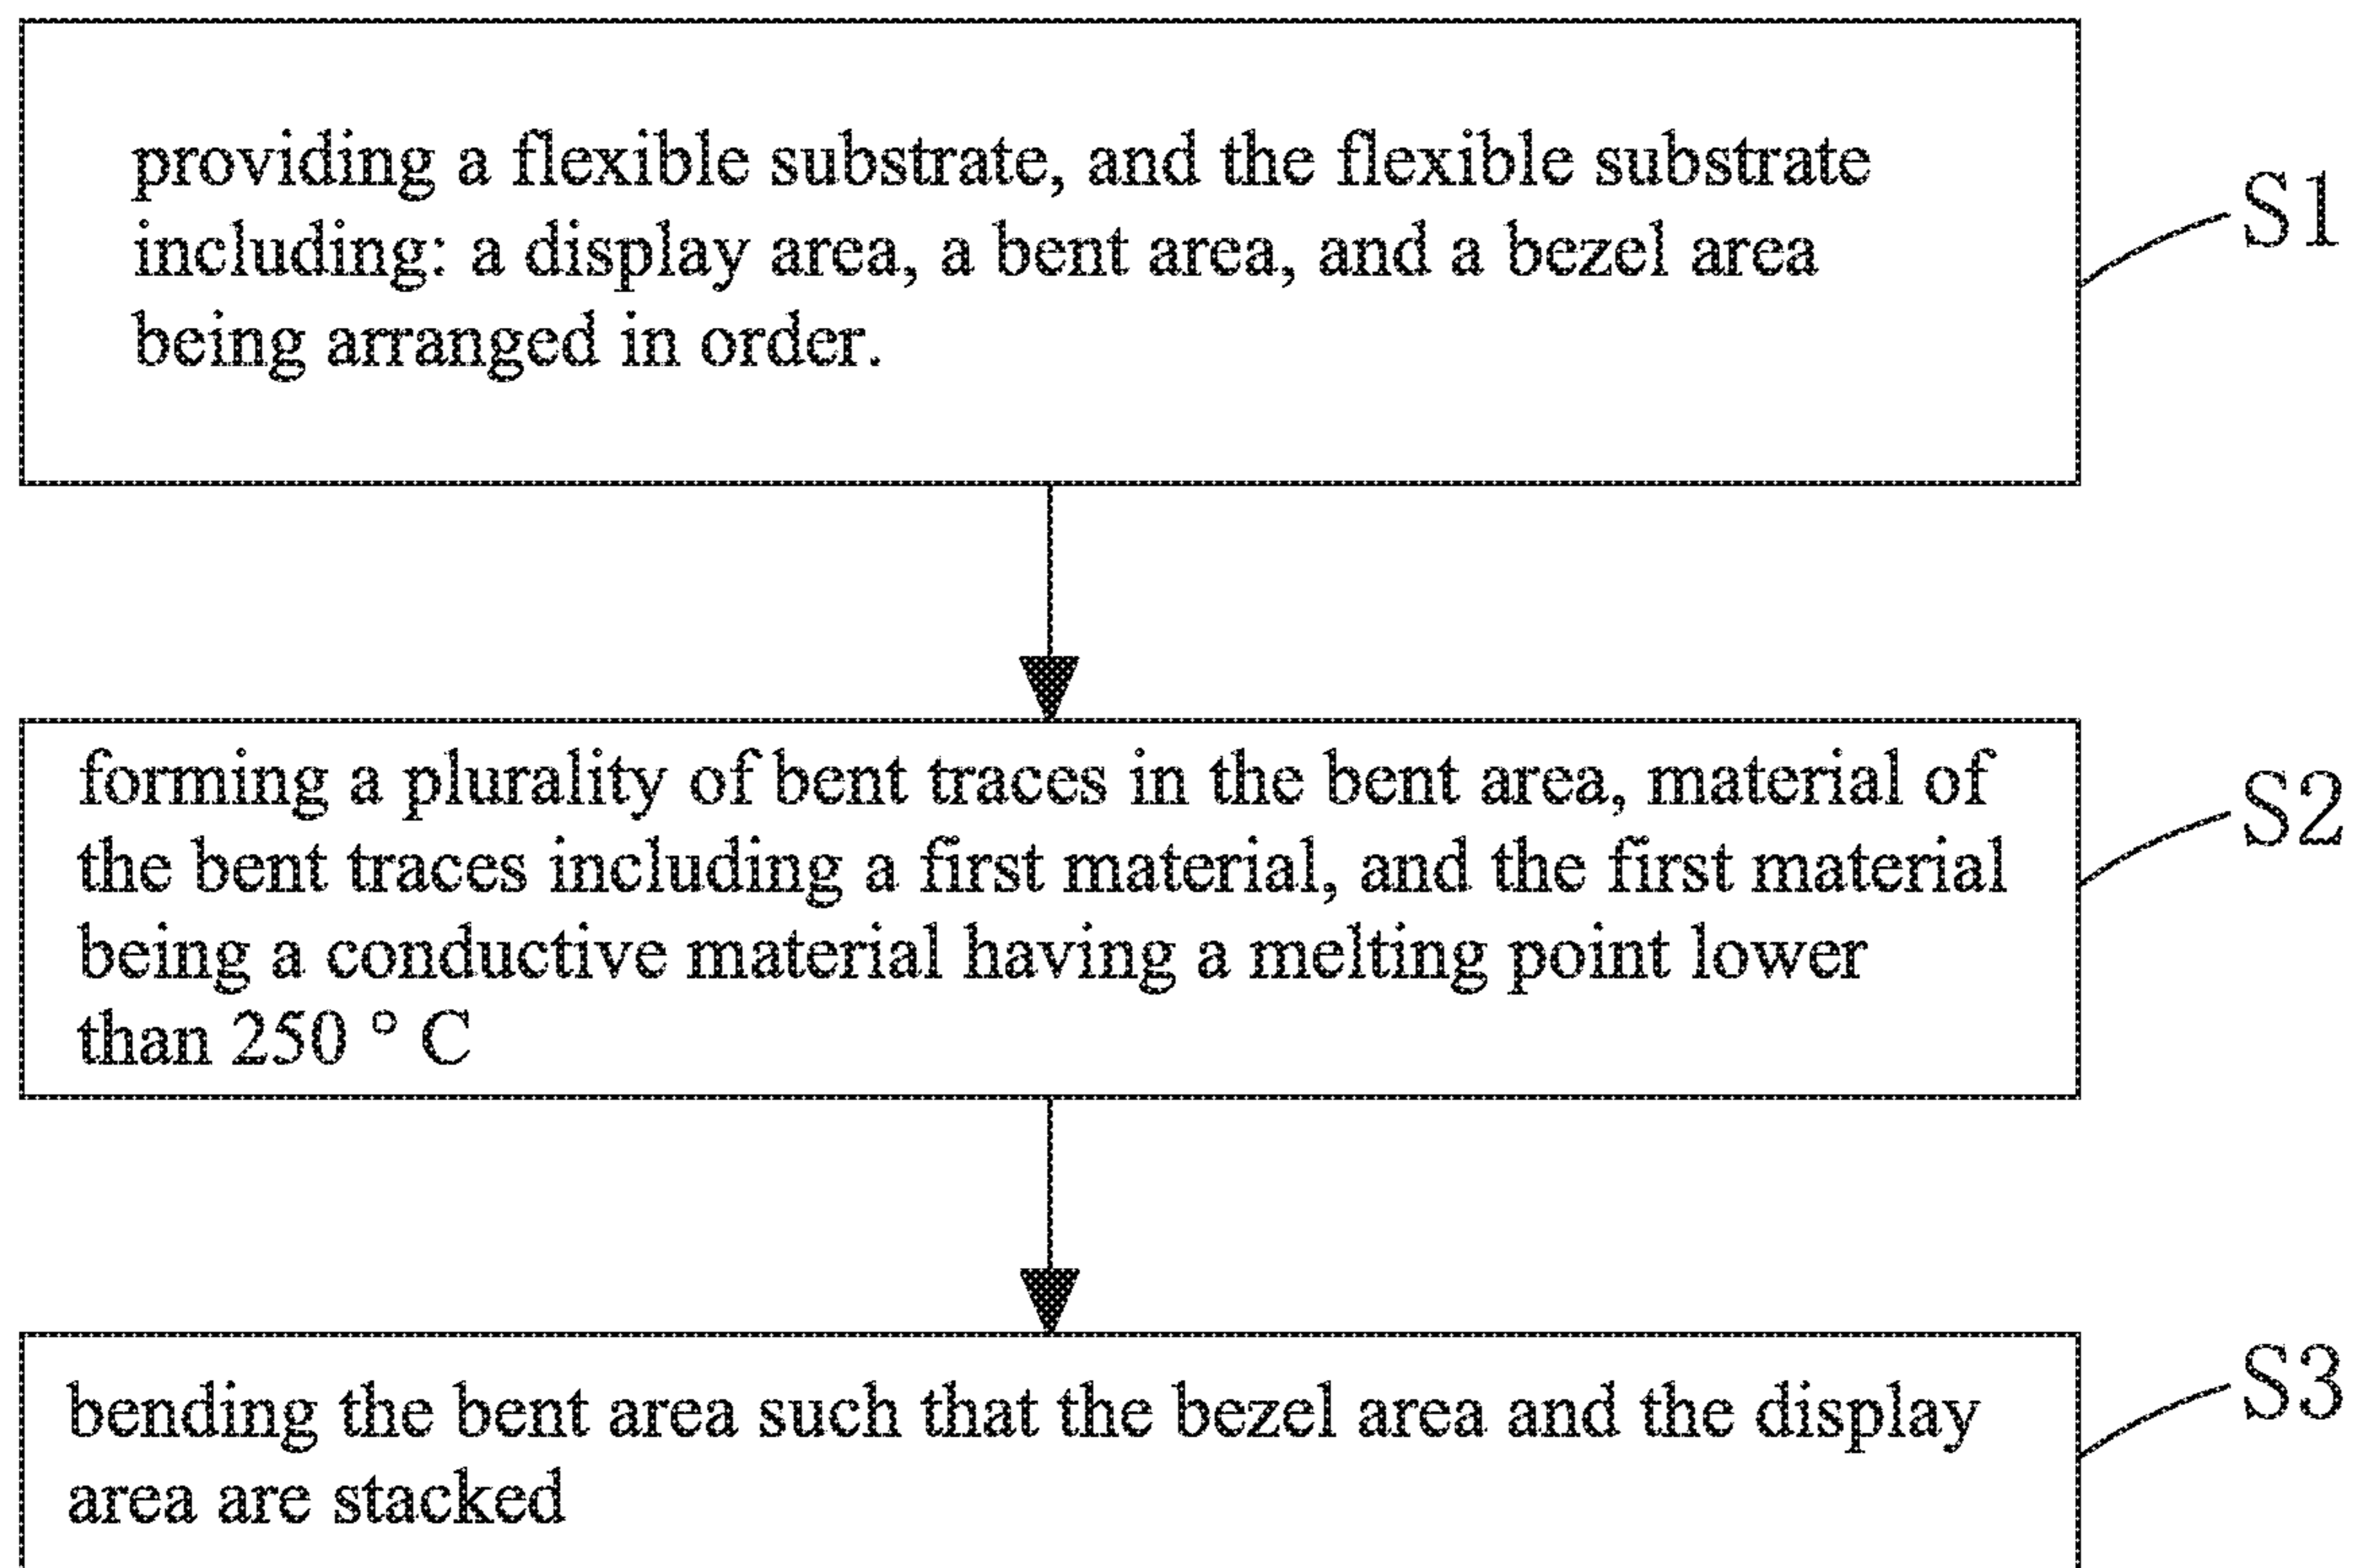 providing a flexible substrate, and the flexible substrate
including: a display area, a bent area, and a bezel area
being arranged in order.
S1
forming a plurality of bent traces in the bent area, material of
the bent traces including a first material, and the first material
being a conductive material having a melting point lower
than 250 ° C
S2
bending the bent area such that the bezel area and the display
area are stacked
S3